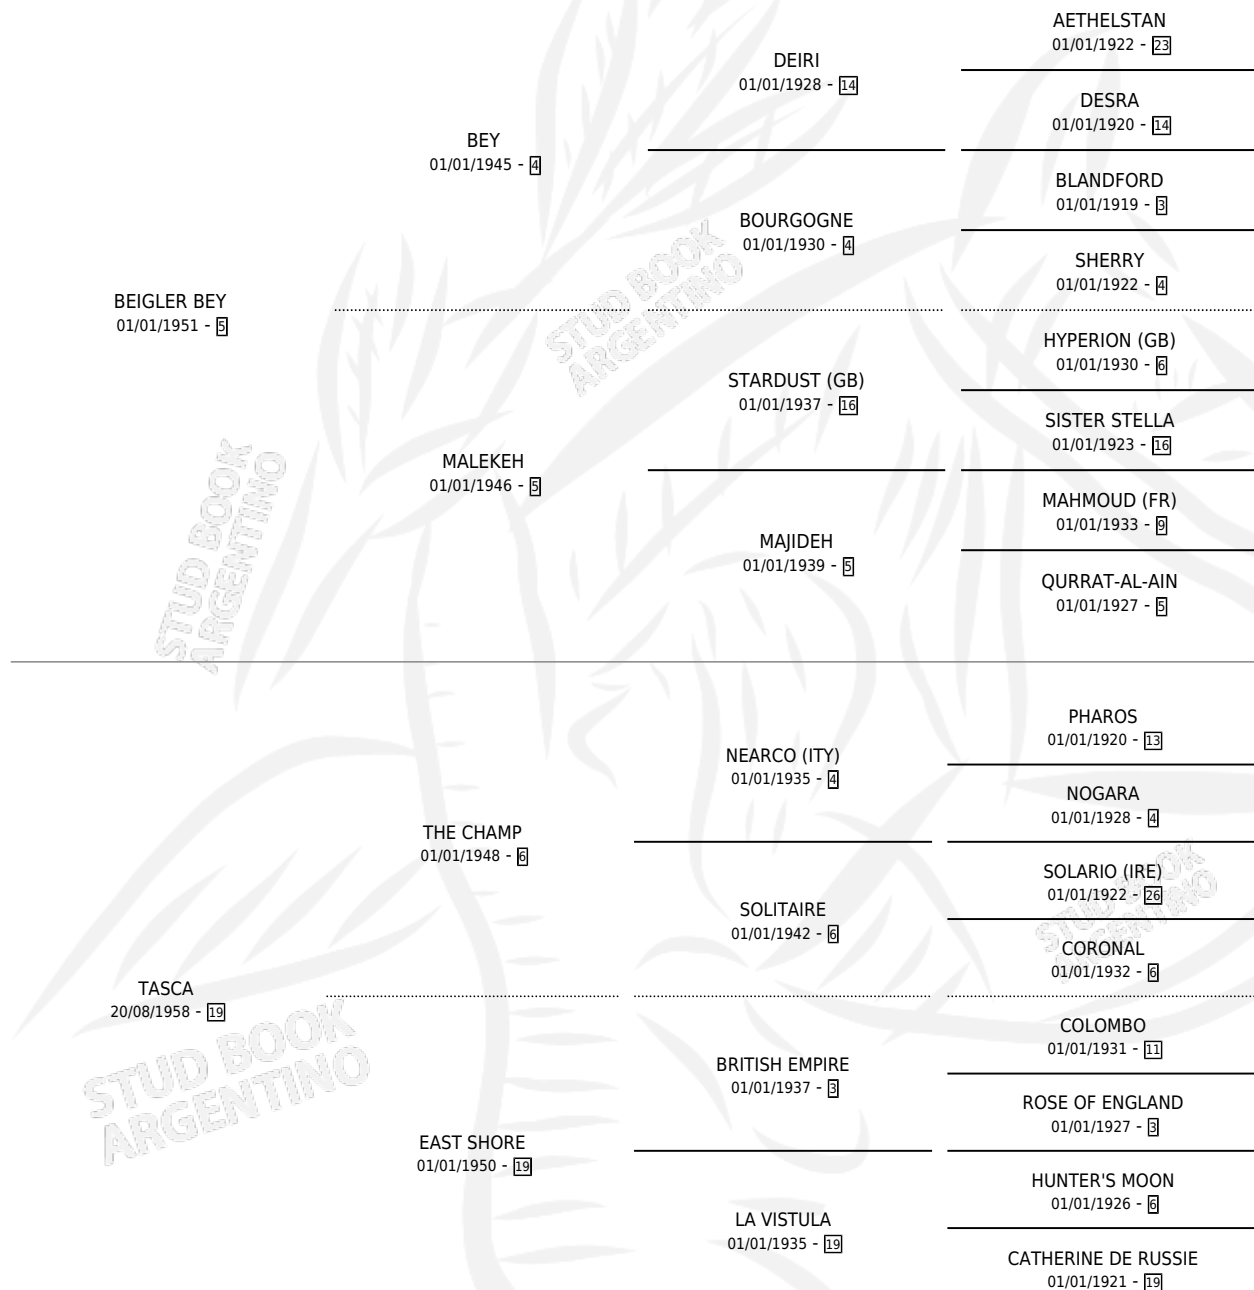 AETHELSTAN
01/01/1922 - 23
DEIRI
01/01/1928 - 14
DESRA
01/01/1920 - 14
BEY
01/01/1945 - 4
BLANDFORD
01/01/1919 - 3
BOURGOGNE
01/01/1930 - 4
SHERRY
01/01/1922 - 4
BEIGLER BEY
01/01/1951 - 5
HYPERION (GB)
01/01/1930 - 6
STARDUST (GB)
01/01/1937 - 16
SISTER STELLA
01/01/1923 - 16
MALEKEH
01/01/1946 - 5
MAHMOUD (FR)
01/01/1933 - 9
MAJIDEH
01/01/1939 - 5
QURRAT-AL-AIN
01/01/1927 - 5
PHAROS
01/01/1920 - 13
NEARCO (ITY)
01/01/1935 - 4
NOGARA
01/01/1928 - 4
THE CHAMP
01/01/1948 - 6
SOLARIO (IRE)
01/01/1922 - 26
SOLITAIRE
01/01/1942 - 6
CORONAL
01/01/1932 - 6
TASCA
20/08/1958 - 19
COLOMBO
01/01/1931 - 11
BRITISH EMPIRE
01/01/1937 - 3
ROSE OF ENGLAND
01/01/1927 - 3
EAST SHORE
01/01/1950 - 19
HUNTER'S MOON
01/01/1926 - 6
LA VISTULA
01/01/1935 - 19
CATHERINE DE RUSSIE
01/01/1921 - 19
STUD BOOK
ARGENTINO
STUD BOOK
ARGENTINO
STUD BOOK
ARGENTINO
STUD BOOK
ARGENTINO